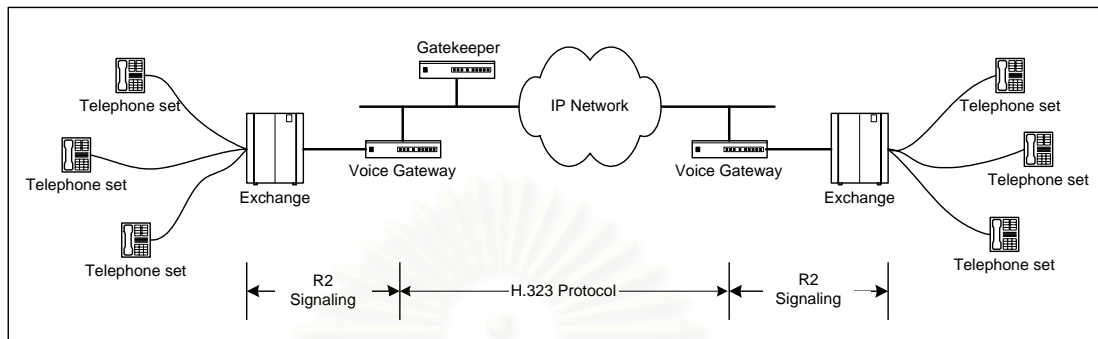 Gatekeeper
Telephone set
IP Network
Telephone set
Telephone set
Voice Gateway
Voice Gateway
Telephone set
Exchange
Exchange
Telephone set
Telephone set
R2
Signaling
H.323 Protocol
R2
Signaling